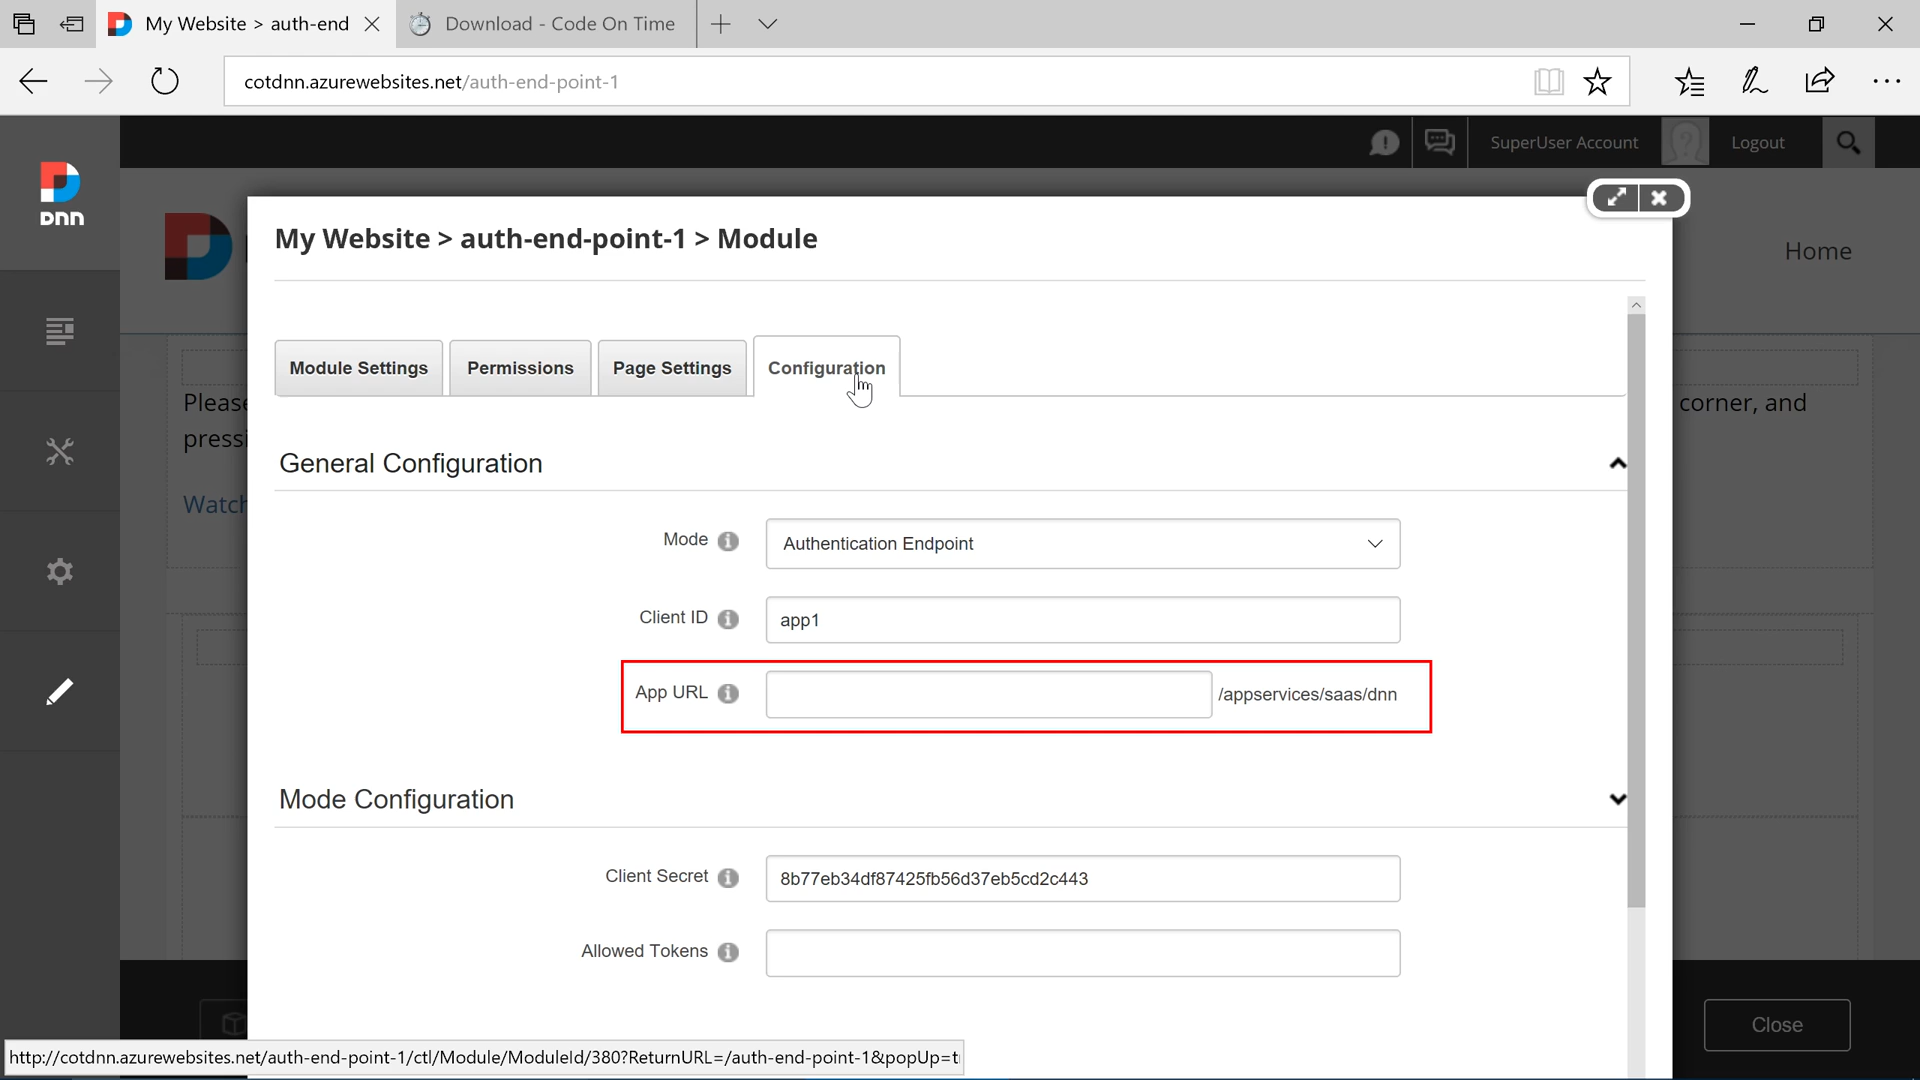 My Website > auth-end
Download - Code On Time
cotdnn.azurewebsites.net/auth-end-point-1
SuperUser Account
Logout
DNN
My Website > auth-end-point-1 > Module
Home
Module Settings
Permissions
Page Settings
Configuration
Pleas
corner, and
pressi
General Configuration
Watch
Mode
Authentication Endpoint
Client ID
app1
App URL
/appservices/saas/dnn
Mode Configuration
Client Secret
8b77eb34df87425fb56d37eb5cd2c443
Allowed Tokens
Close
http://cotdnn.azurewebsites.net/auth-end-point-1/ctl/Module/ModuleId/380?ReturnURL=/auth-end-point-1&popUp=t